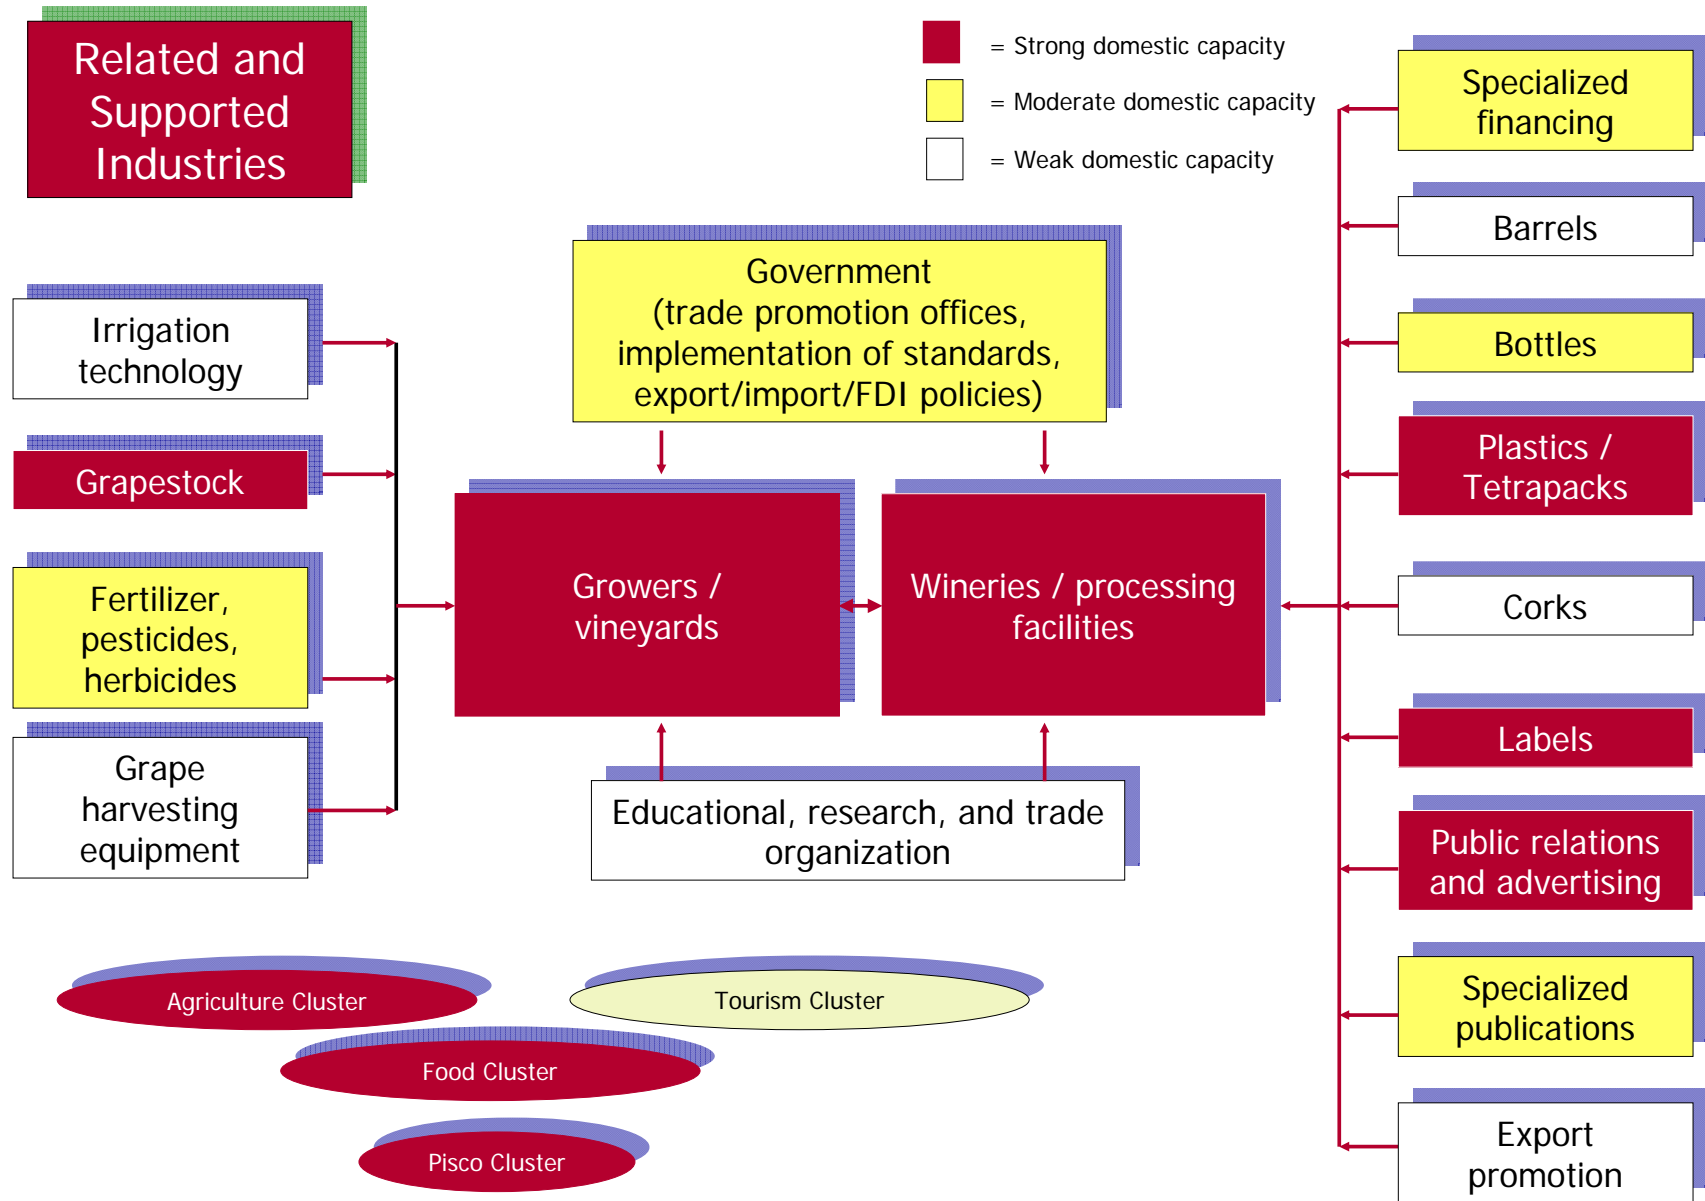 Related and
Supported
Industries
= Strong domestic capacity
= Moderate domestic capacity
= Weak domestic capacity
Specialized
financing
Barrels
Bottles
Plastics /
Tetrapacks
Corks
Labels
Public relations
and advertising
Specialized
publications
Export
promotion
Government
(trade promotion offices,
implementation of standards,
export/import/FDI policies)
Irrigation
technology
Grapestock
Fertilizer,
pesticides,
herbicides
Grape
harvesting
equipment
Growers /
vineyards
Wineries / processing
facilities
Educational, research, and trade
organization
Agriculture Cluster
Tourism Cluster
Food Cluster
Pisco Cluster